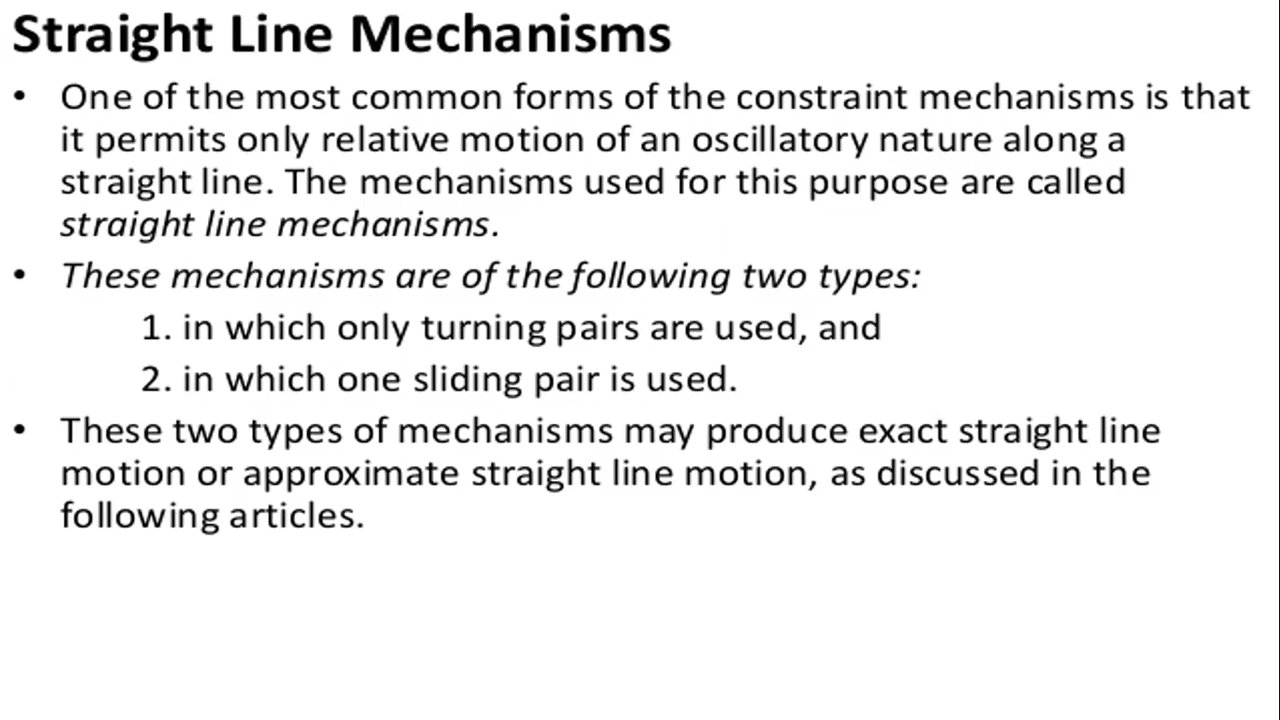 Straight Line Mechanisms
• One of the most common forms of the constraint mechanisms is that
it permits only relative motion of an oscillatory nature along a
straight line. The mechanisms used for this purpose are called
straight line mechanisms.
• These mechanisms are of the following two types:
1. in which only turning pairs are used, and
2. in which one sliding pair is used.
• These two types of mechanisms may produce exact straight line
motion or approximate straight line motion, as discussed in the
following articles.